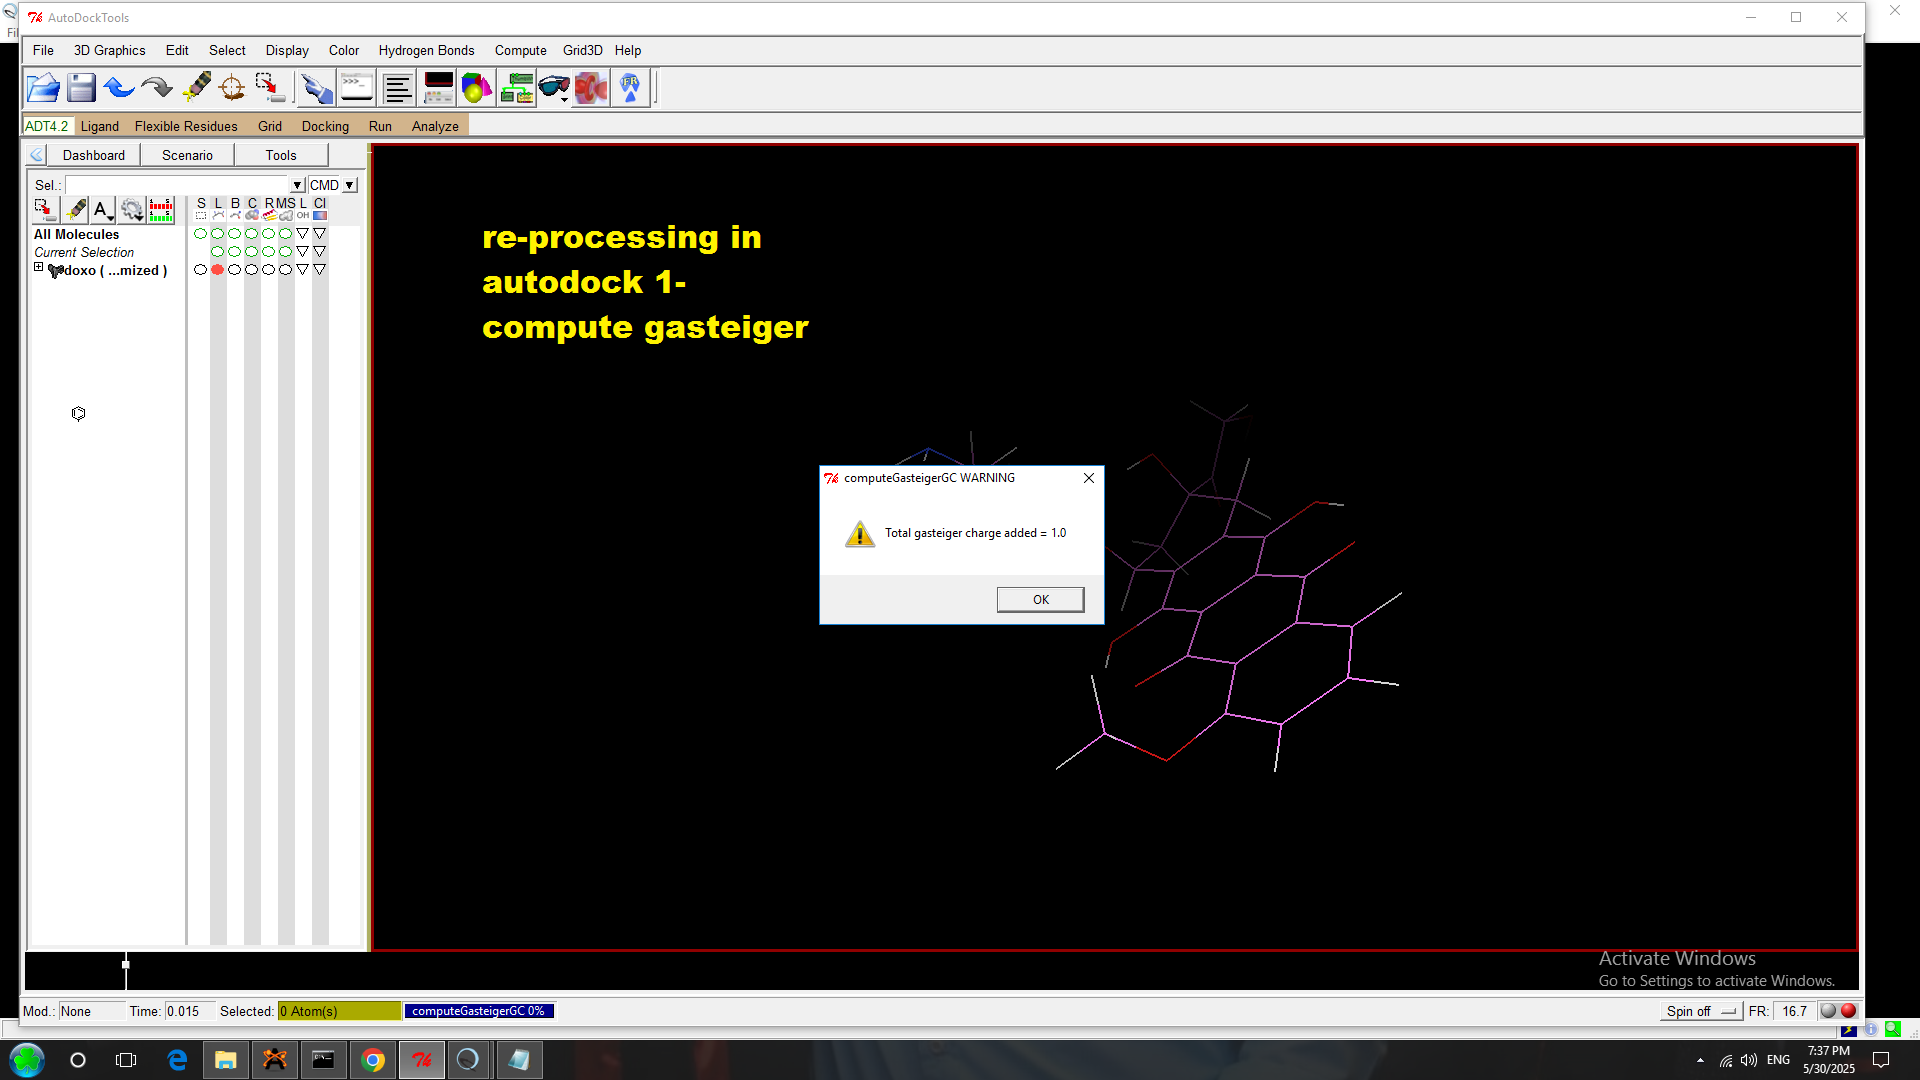 AutoDockTools
File 3D Graphics Edit Select Display Color Hydrogen Bonds Compute Grid3D Help
ADT4.2 Ligand Flexible Residues Grid Docking Run Analyze
Dashboard Scenario Tools
Sel.: CMD
S L B C R MS L Cl
All Molecules
Current Selection
doxo ( ...mized )
re-processing in
autodock 1-
compute gasteiger
computeGasteigerGC WARNING
Total gasteiger charge added = 1.0
OK
Activate Windows
Go to Settings to activate Windows.
Mod.: None Time: 0.015 Selected: 0 Atom(s) computeGasteigerGC 0% Spin off FR: 16.7
ENG
7:37 PM
5/30/2025